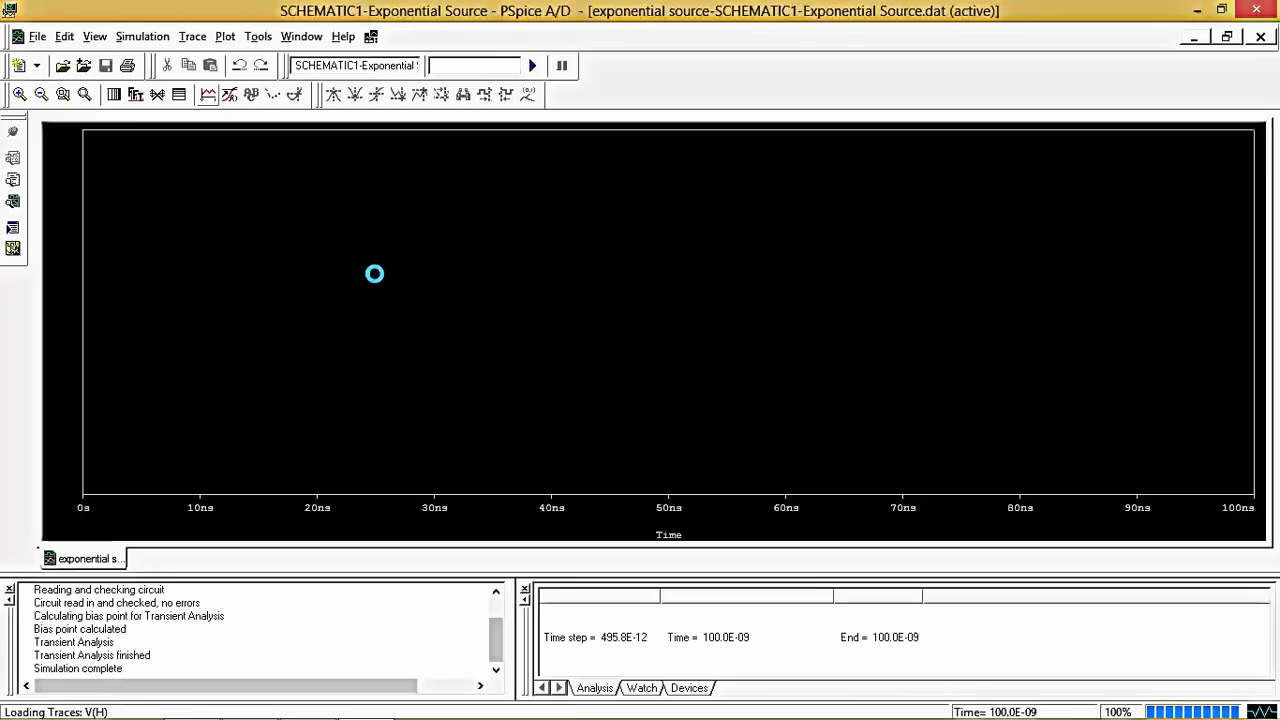 SCHEMATIC1-Exponential Source - PSpice A/D - [exponential source-SCHEMATIC1-Exponential Source.dat (active)]
File Edit View Simulation Trace Plot Tools Window Help
SCHEMATIC1-Exponential S
0s 10ns 20ns 30ns 40ns 50ns 60ns 70ns 80ns 90ns 100ns
Time
exponential s...
Reading and checking circuit
Circuit read in and checked, no errors
Calculating bias point for Transient Analysis
Bias point calculated
Transient Analysis
Transient Analysis finished
Simulation complete
Time step = 495.8E-12 Time = 100.0E-09 End = 100.0E-09
Analysis Watch Devices
Loading Traces: V(H) Time= 100.0E-09 100%